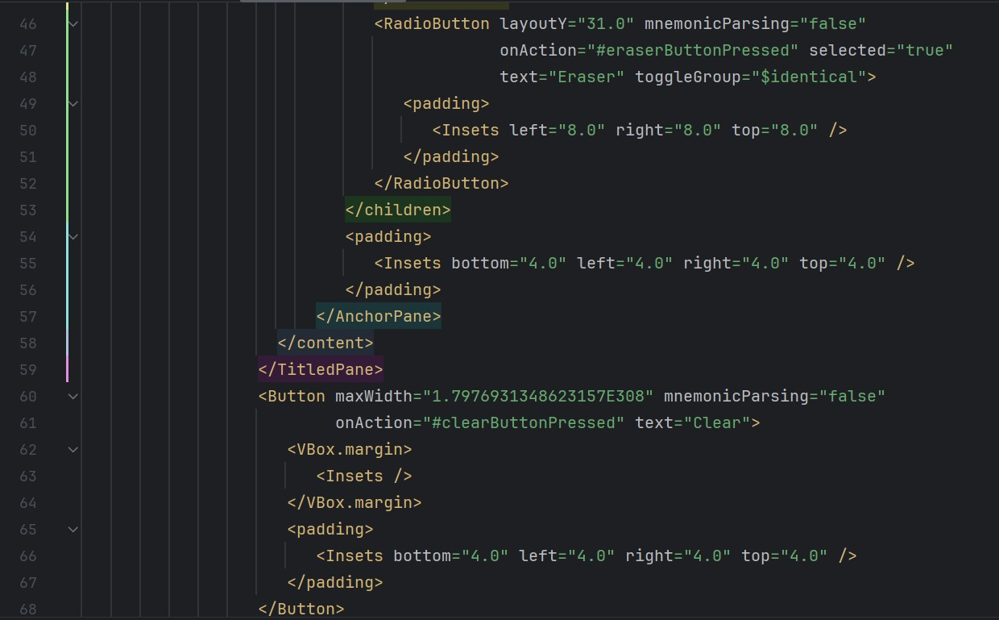 46 <RadioButton layoutY="31.0" mnemonicParsing="false"
47 onAction="#eraserButtonPressed" selected="true"
48 text="Eraser" toggleGroup="$identical">
49 <padding>
50 <Insets left="8.0" right="8.0" top="8.0" />
51 </padding>
52 </RadioButton>
53 </children>
54 <padding>
55 <Insets bottom="4.0" left="4.0" right="4.0" top="4.0" />
56 </padding>
57 </AnchorPane>
58 </content>
59 </TitledPane>
60 <Button maxWidth="1.7976931348623157E308" mnemonicParsing="false"
61 onAction="#clearButtonPressed" text="Clear">
62 <VBox.margin>
63 <Insets />
64 </VBox.margin>
65 <padding>
66 <Insets bottom="4.0" left="4.0" right="4.0" top="4.0" />
67 </padding>
68 </Button>